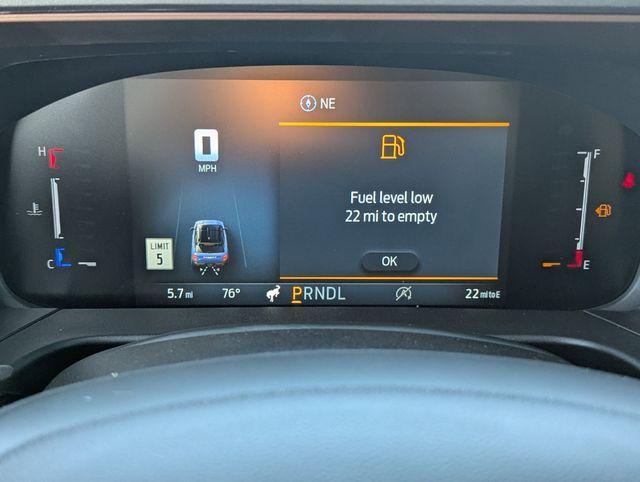 NE
H
C
0
MPH
LIMIT
5
Fuel level low
22 mi to empty
OK
F
E
5.7 mi
76°
PRNDL
22 mi to E